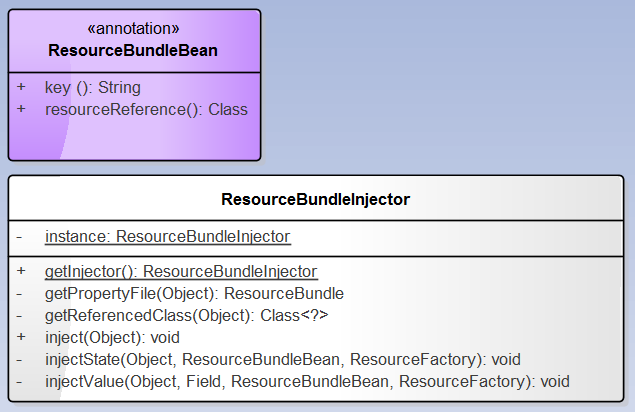 «annotation»
ResourceBundleBean
+ key (): String
+ resourceReference(): Class
ResourceBundleInjector
- instance: ResourceBundleInjector
+ getInjector(): ResourceBundleInjector
- getPropertyFile(Object): ResourceBundle
- getReferencedClass(Object): Class<?>
+ inject(Object): void
- injectState(Object, ResourceBundleBean, ResourceFactory): void
- injectValue(Object, Field, ResourceBundleBean, ResourceFactory): void